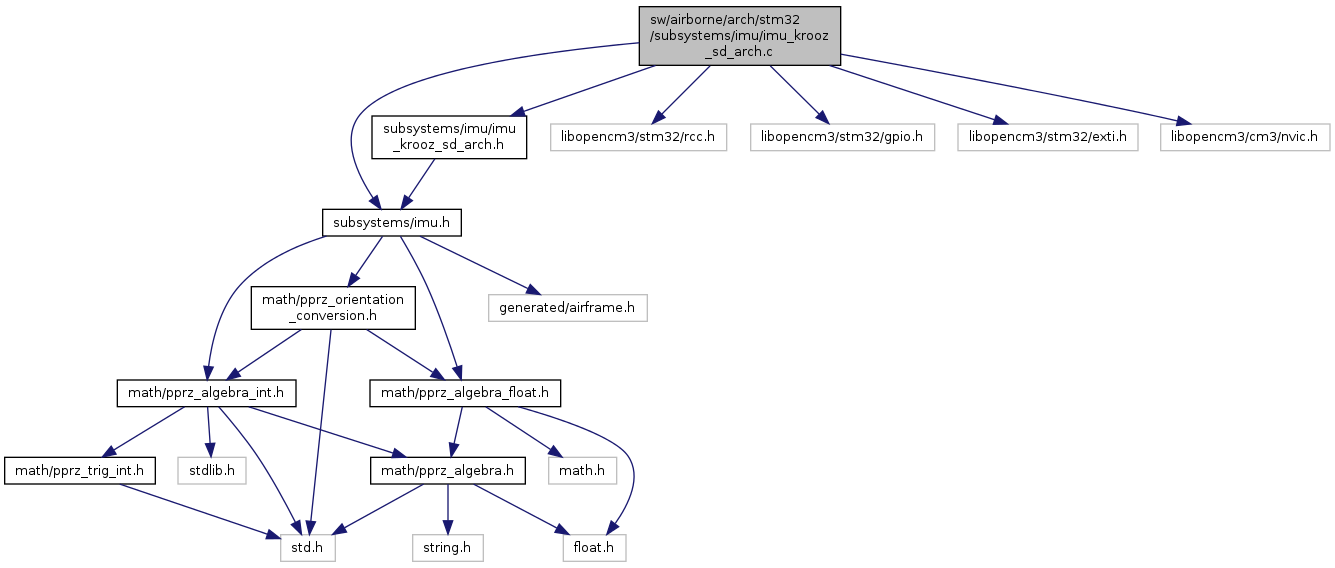 sw/airborne/arch/stm32
/subsystems/imu/imu_krooz
_sd_arch.c
subsystems/imu/imu
_krooz_sd_arch.h
libopencm3/stm32/rcc.h
libopencm3/stm32/gpio.h
libopencm3/stm32/exti.h
libopencm3/cm3/nvic.h
subsystems/imu.h
math/pprz_orientation
_conversion.h
generated/airframe.h
math/pprz_algebra_int.h
math/pprz_algebra_float.h
math/pprz_trig_int.h
stdlib.h
math/pprz_algebra.h
math.h
std.h
string.h
float.h